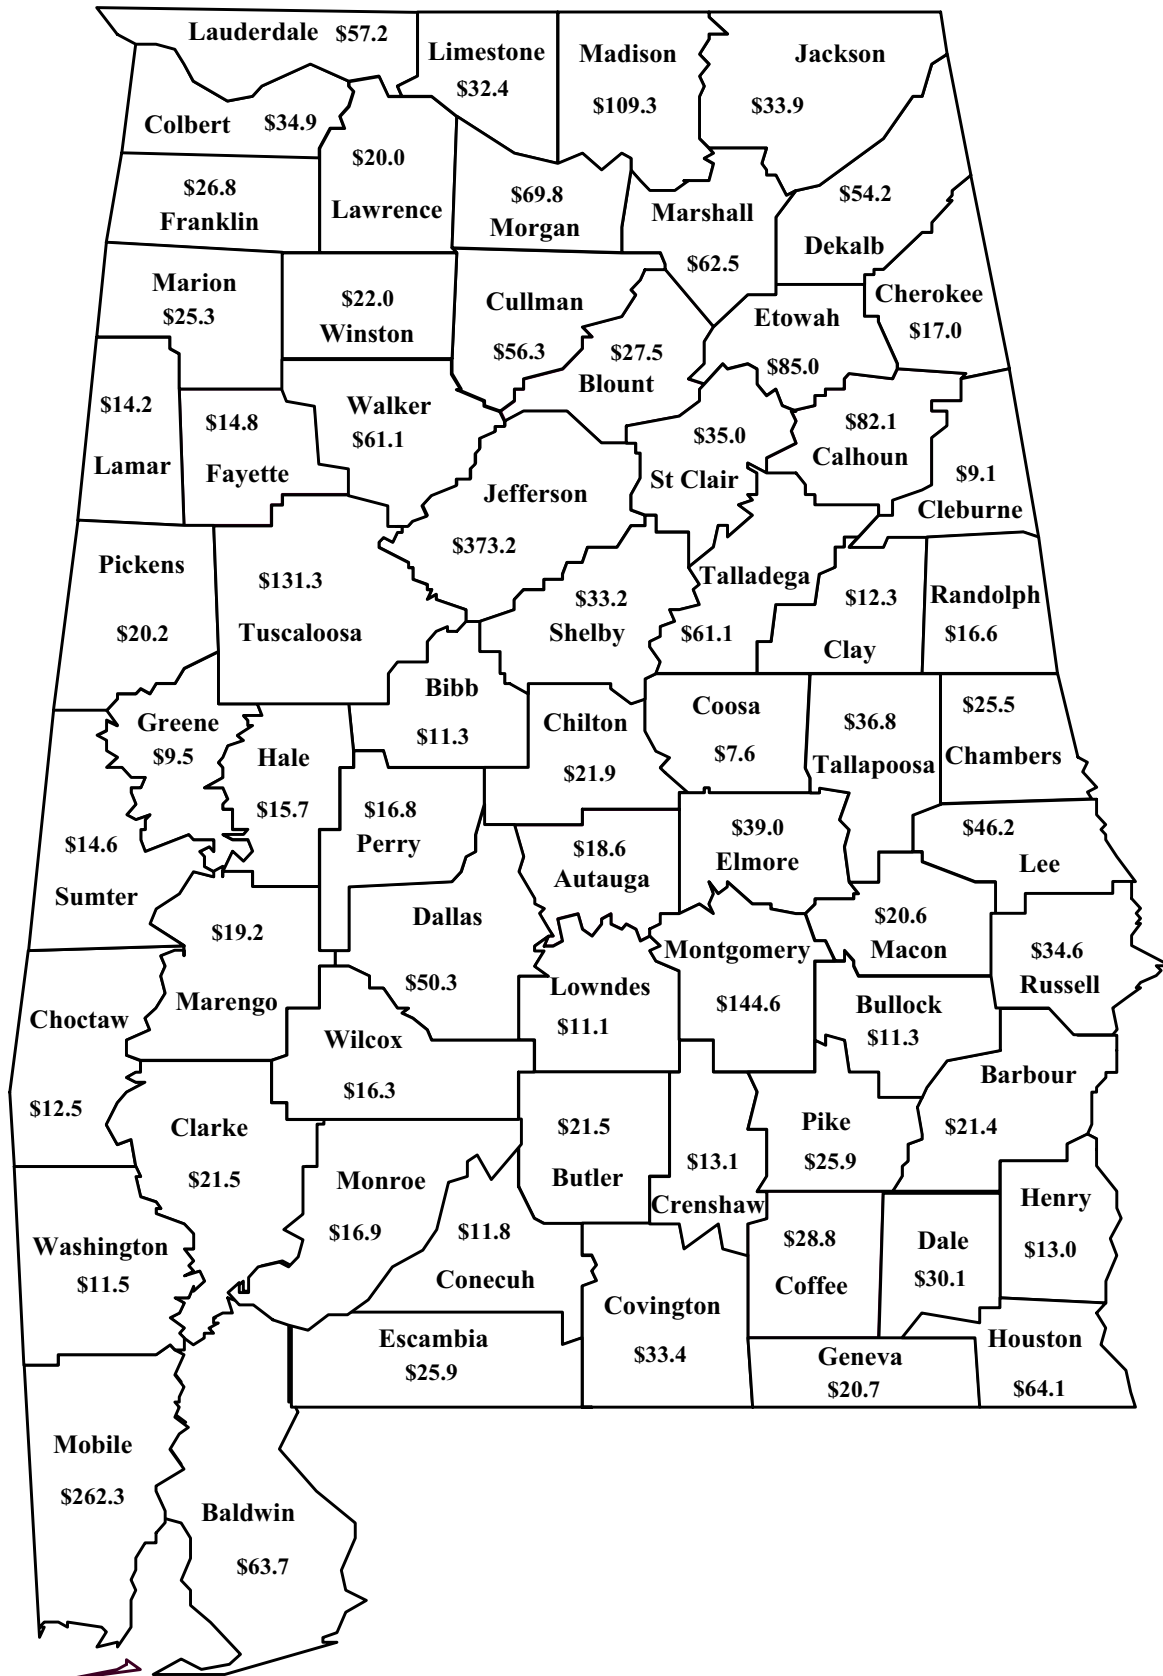 Lauderdale $57.2
Limestone
$32.4
Madison
$109.3
Jackson
$33.9
Colbert $34.9
$20.0
Lawrence
$26.8
Franklin
$69.8
Morgan
Marshall
$62.5
$54.2
Dekalb
Marion
$25.3
$22.0
Winston
Cullman
$56.3
$27.5
Blount
Etowah
$85.0
Cherokee
$17.0
$14.2
Lamar
$14.8
Fayette
Walker
$61.1
Jefferson
$373.2
$35.0
St Clair
$82.1
Calhoun
$9.1
Cleburne
Pickens
$20.2
$131.3
Tuscaloosa
$33.2
Shelby
Talladega
$61.1
$12.3
Clay
Randolph
$16.6
Greene
$9.5
Hale
$15.7
Bibb
$11.3
Chilton
$21.9
Coosa
$7.6
$36.8
Tallapoosa
$25.5
Chambers
$14.6
Sumter
$16.8
Perry
$18.6
Autauga
$39.0
Elmore
$46.2
Lee
$19.2
Marengo
Dallas
$50.3
Lowndes
$11.1
Montgomery
$144.6
$20.6
Macon
$34.6
Russell
Choctaw
$12.5
Wilcox
$16.3
Bullock
$11.3
Barbour
$21.4
Clarke
$21.5
Monroe
$16.9
$21.5
Butler
$13.1
Crenshaw
Pike
$25.9
Henry
$13.0
Washington
$11.5
$11.8
Conecuh
Covington
$33.4
$28.8
Coffee
Dale
$30.1
Escambia
$25.9
Geneva
$20.7
Houston
$64.1
Mobile
$262.3
Baldwin
$63.7